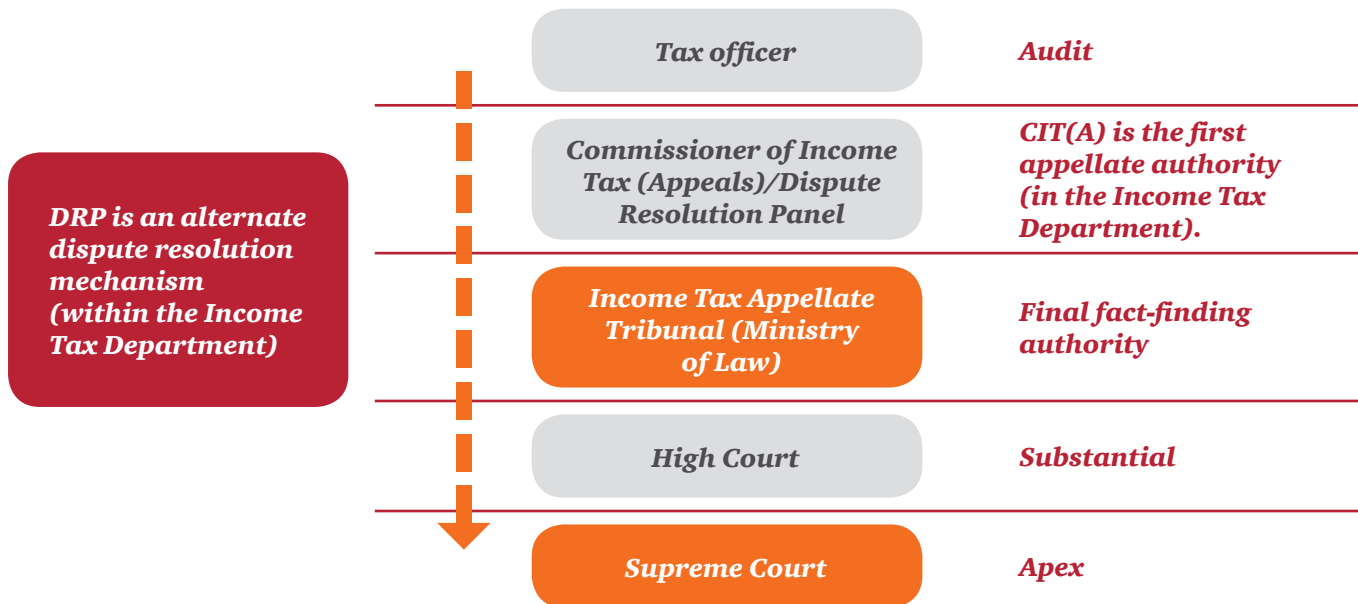 Tax officer
Audit
DRP is an alternate
dispute resolution
mechanism
(within the Income
Tax Department)
Commissioner of Income
Tax (Appeals)/Dispute
Resolution Panel
CIT(A) is the first
appellate authority
(in the Income Tax
Department).
Income Tax Appellate
Tribunal (Ministry
of Law)
Final fact-finding
authority
High Court
Substantial
Supreme Court
Apex